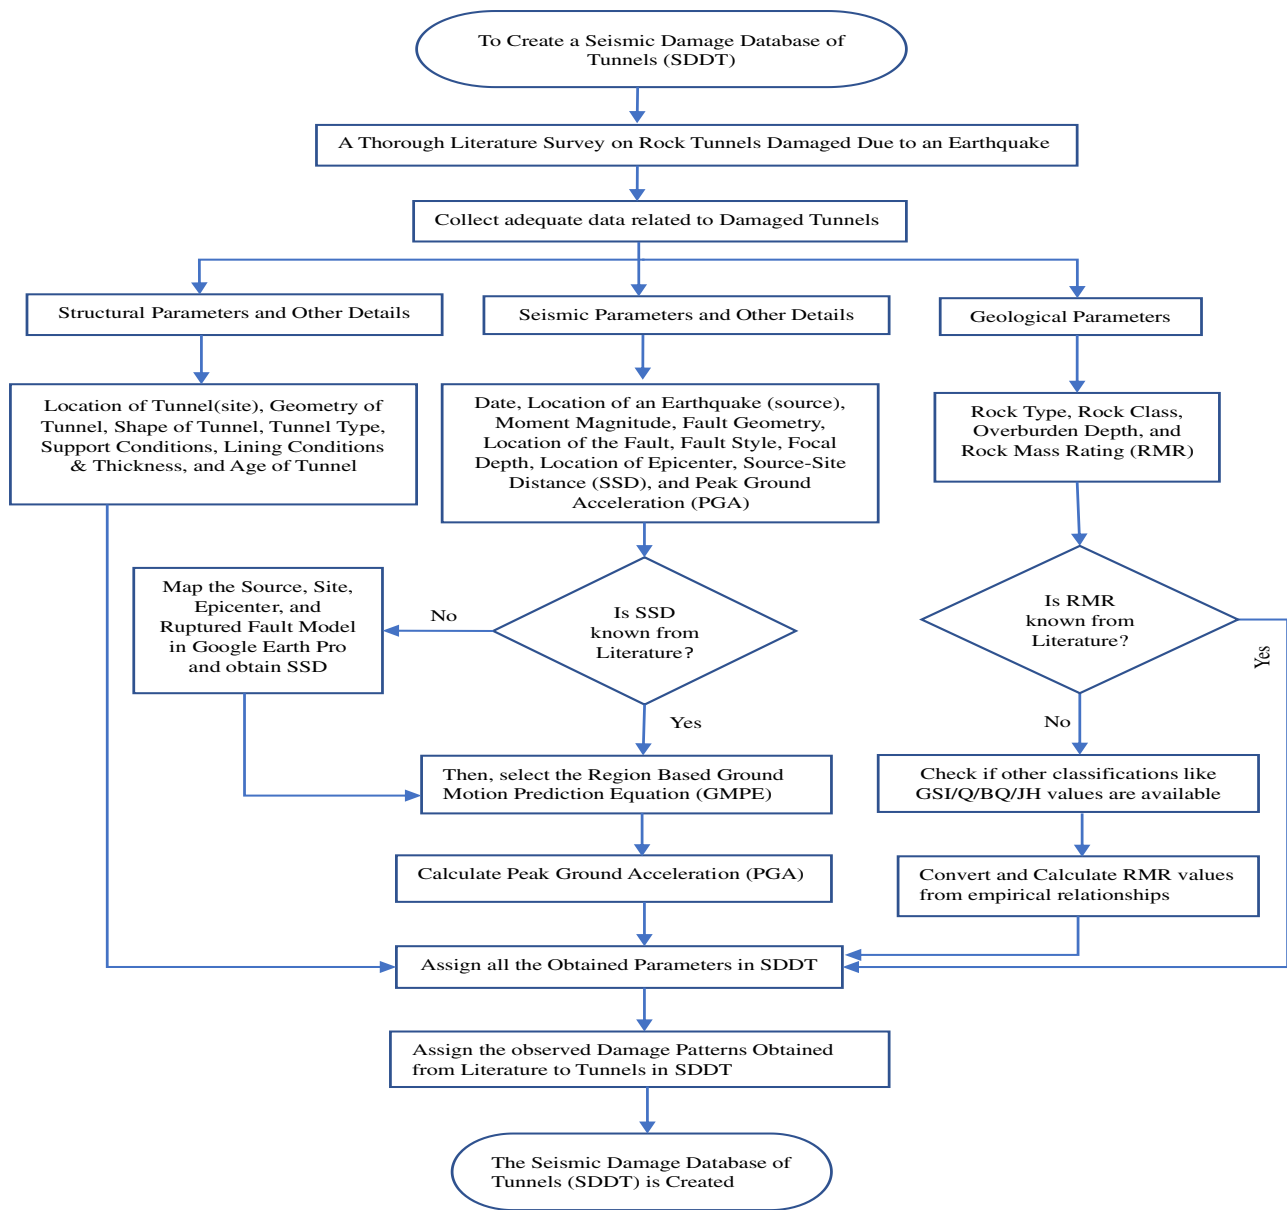 To Create a Seismic Damage Database of
Tunnels (SDDT)
A Thorough Literature Survey on Rock Tunnels Damaged Due to an Earthquake
Collect adequate data related to Damaged Tunnels
Structural Parameters and Other Details
Seismic Parameters and Other Details
Geological Parameters
Location of Tunnel(site), Geometry of
Tunnel, Shape of Tunnel, Tunnel Type,
Support Conditions, Lining Conditions
& Thickness, and Age of Tunnel
Date, Location of an Earthquake (source),
Moment Magnitude, Fault Geometry,
Location of the Fault, Fault Style, Focal
Depth, Location of Epicenter, Source-Site
Distance (SSD), and Peak Ground
Acceleration (PGA)
Rock Type, Rock Class,
Overburden Depth, and
Rock Mass Rating (RMR)
Map the Source, Site,
Epicenter, and
Ruptured Fault Model
in Google Earth Pro
and obtain SSD
No
Is SSD
known from
Literature?
Yes
Is RMR
known from
Literature?
Yes
No
Then, select the Region Based Ground
Motion Prediction Equation (GMPE)
Check if other classifications like
GSI/Q/BQ/JH values are available
Calculate Peak Ground Acceleration (PGA)
Convert and Calculate RMR values
from empirical relationships
Assign all the Obtained Parameters in SDDT
Assign the observed Damage Patterns Obtained
from Literature to Tunnels in SDDT
The Seismic Damage Database of
Tunnels (SDDT) is Created